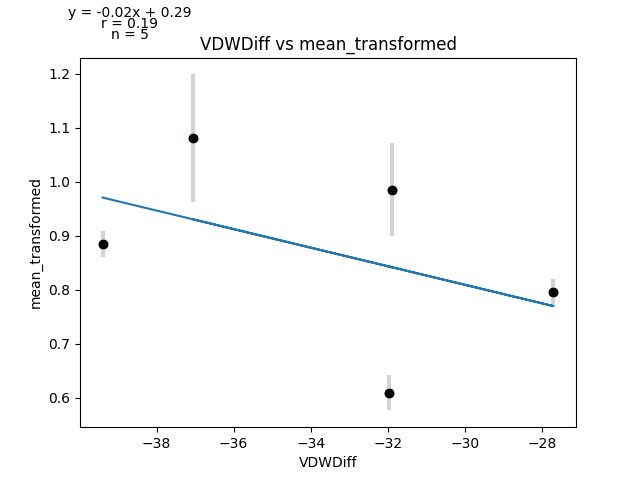 y = -0.02x + 0.29
r = 0.19
n = 5
VDWDiff vs mean_transformed
1.2
1.1
1.0
0.9
0.8
0.7
0.6
mean_transformed
−38
−36
−34
−32
−30
−28
VDWDiff